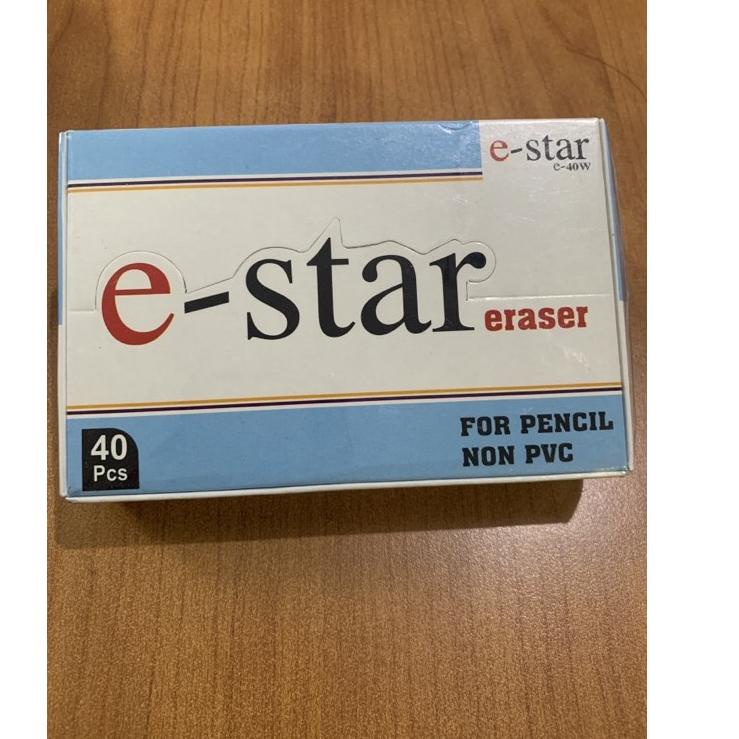 e-star
e-40W
e-star eraser
FOR PENCIL
NON PVC
40
Pcs